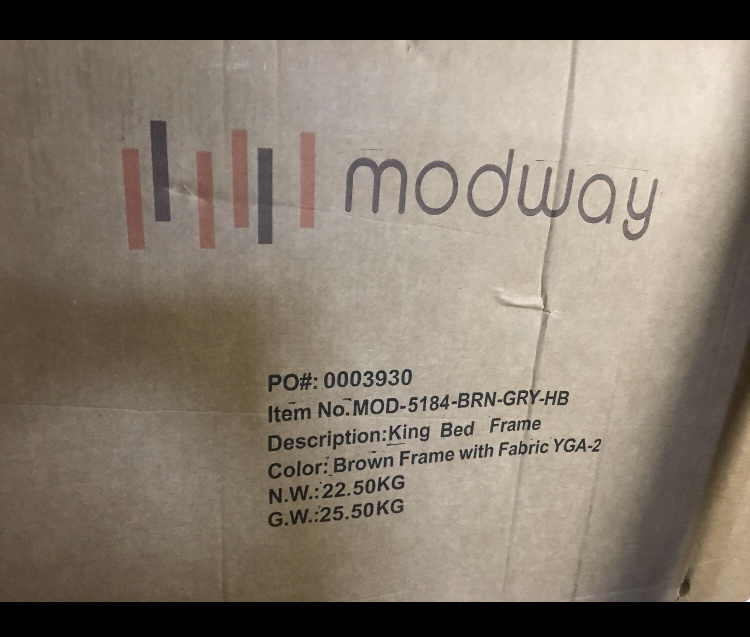 modway
PO#: 0003930
Item No.:MOD-5184-BRN-GRY-HB
Description:King Bed Frame
Color: Brown Frame with Fabric YGA-2
N.W.:22.50KG
G.W.:25.50KG